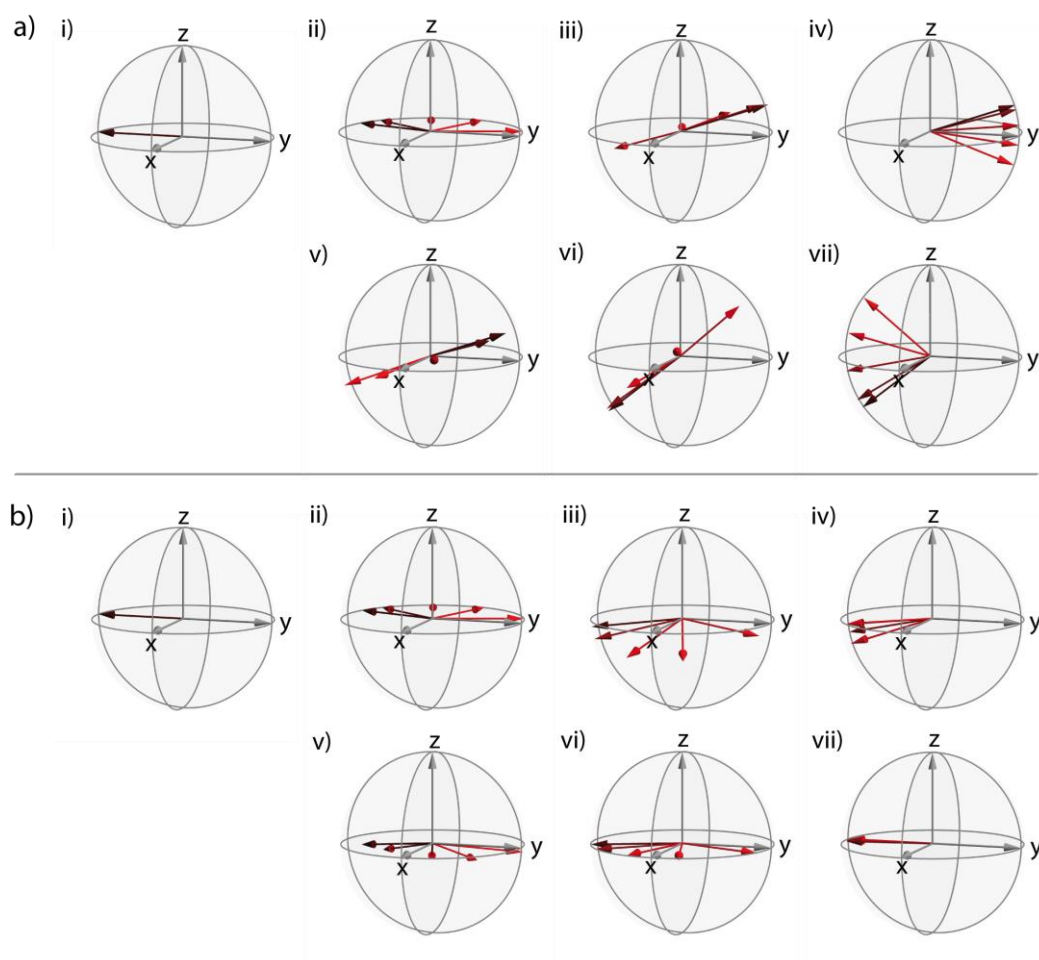 a) i) ii) iii) iv)
z z z z
y y y y
x x x x
v) vi) vii)
z z z
y y y
x x x
b) i) ii) iii) iv)
z z z z
y y y y
x x x x
v) vi) vii)
z z z
y y y
x x x